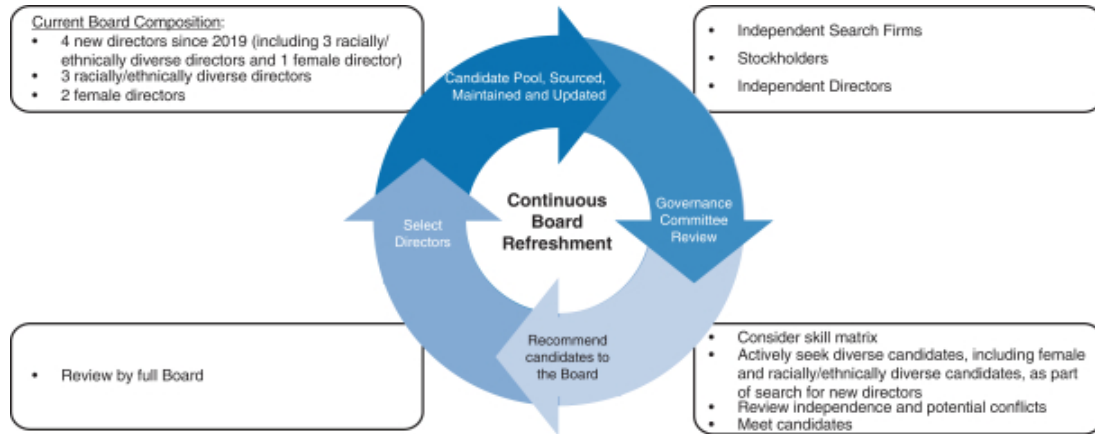 Current Board Composition:
• 4 new directors since 2019 (including 3 racially/
ethnically diverse directors and 1 female director)
• 3 racially/ethnically diverse directors
• 2 female directors
• Independent Search Firms
• Stockholders
• Independent Directors
Candidate Pool, Sourced,
Maintained and Updated
Governance
Committee
Review
Continuous
Board
Refreshment
Select
Directors
Recommend
candidates to
the Board
• Review by full Board
• Consider skill matrix
• Actively seek diverse candidates, including female
and racially/ethnically diverse candidates, as part
of search for new directors
• Review independence and potential conflicts
• Meet candidates